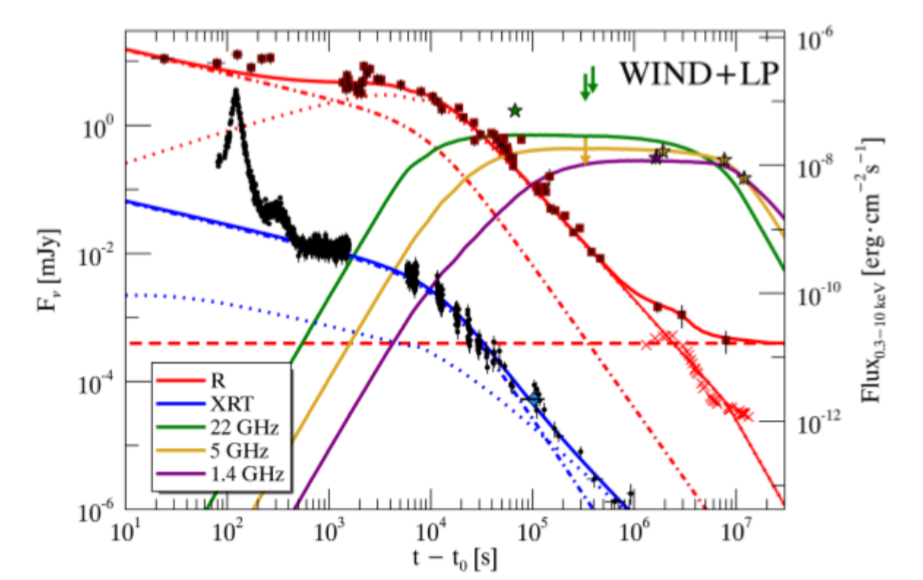 WIND+LP
F_ν [mJy]
10^0
10^-2
10^-4
10^-6
10^-6
10^-8
10^-10
10^-12
Flux_0.3−10 keV [erg·cm^−2 s^−1]
R
XRT
22 GHz
5 GHz
1.4 GHz
10^1 10^2 10^3 10^4 10^5 10^6 10^7
t − t_0 [s]